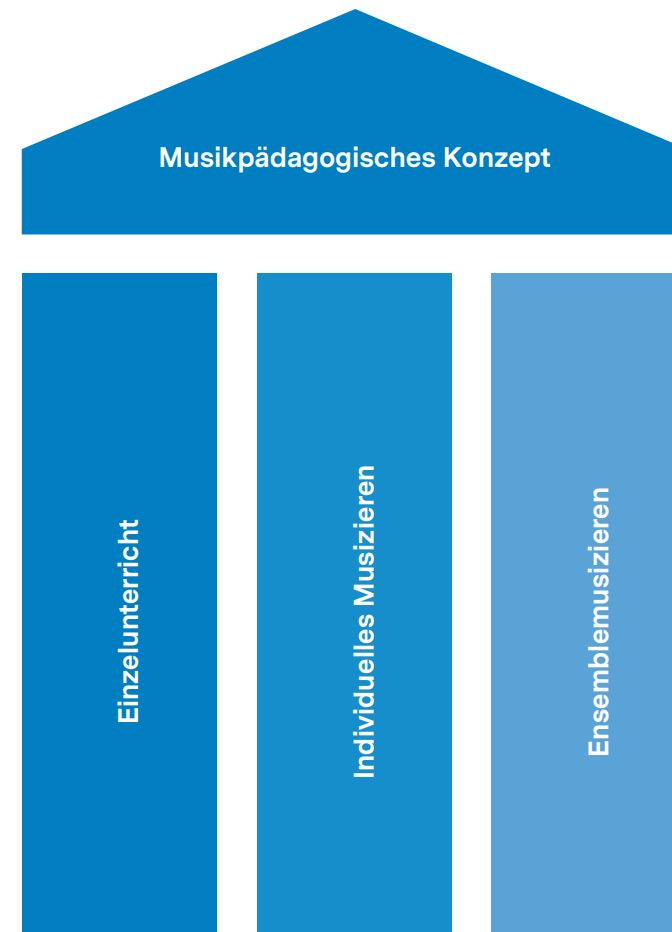 Musikpädagogisches Konzept
Einzelunterricht
Individuelles Musizieren
Ensemblemusizieren